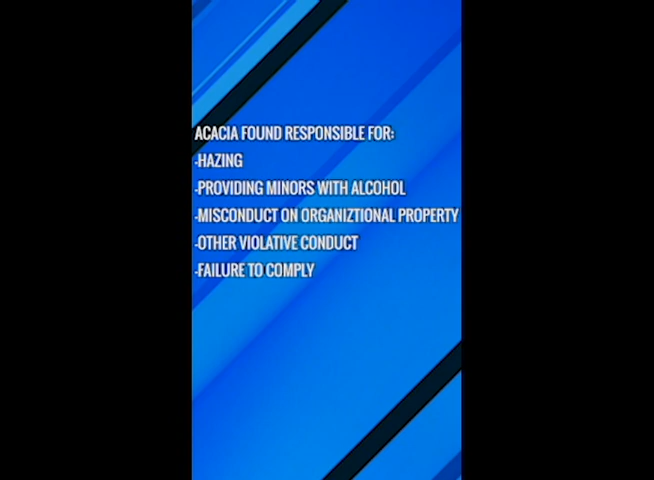 ACACIA FOUND RESPONSIBLE FOR:
-HAZING
-PROVIDING MINORS WITH ALCOHOL
-MISCONDUCT ON ORGANIZTIONAL PROPERTY
-OTHER VIOLATIVE CONDUCT
-FAILURE TO COMPLY